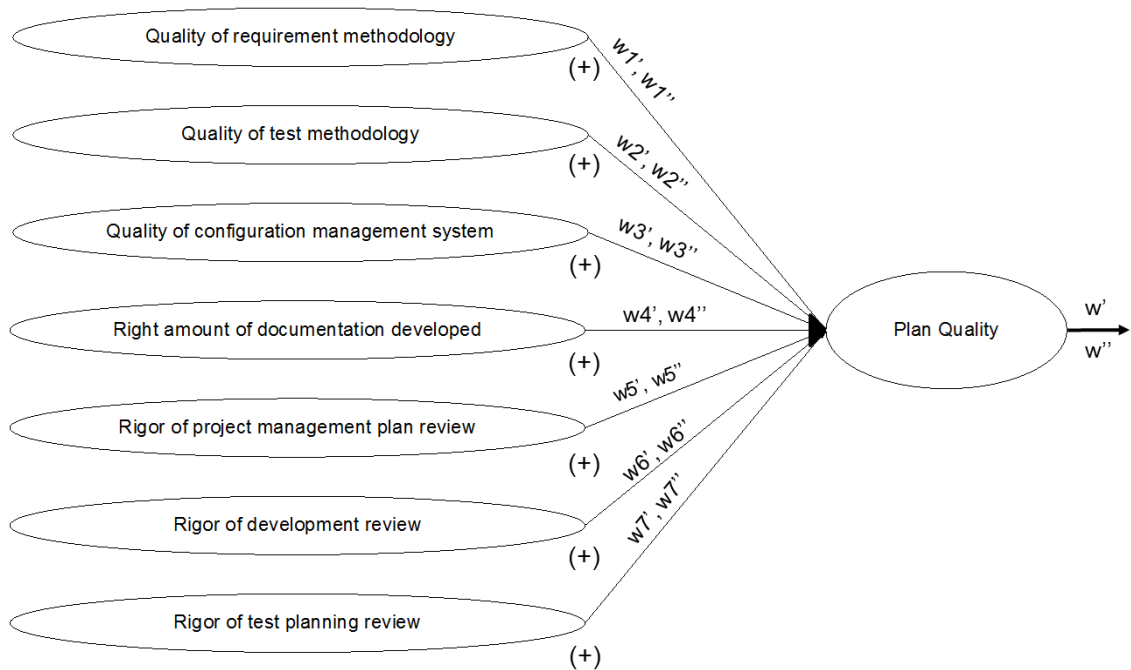 Quality of requirement methodology
(+)
w1’, w1’’
Quality of test methodology
(+)
w2’, w2’’
Quality of configuration management system
(+)
w3’, w3’’
Right amount of documentation developed
(+)
w4’, w4’’
Rigor of project management plan review
(+)
w5’, w5’’
Rigor of development review
(+)
w6’, w6’’
Rigor of test planning review
(+)
w7’, w7’’
Plan Quality
w'
w''